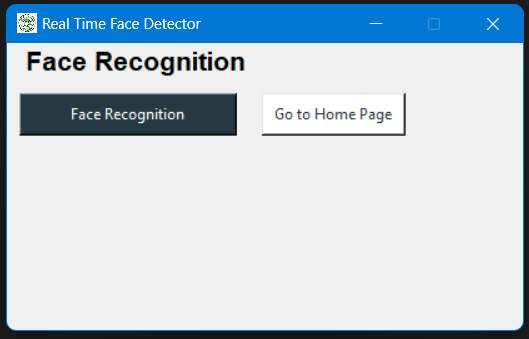 Real Time Face Detector
Face Recognition
Face Recognition Go to Home Page